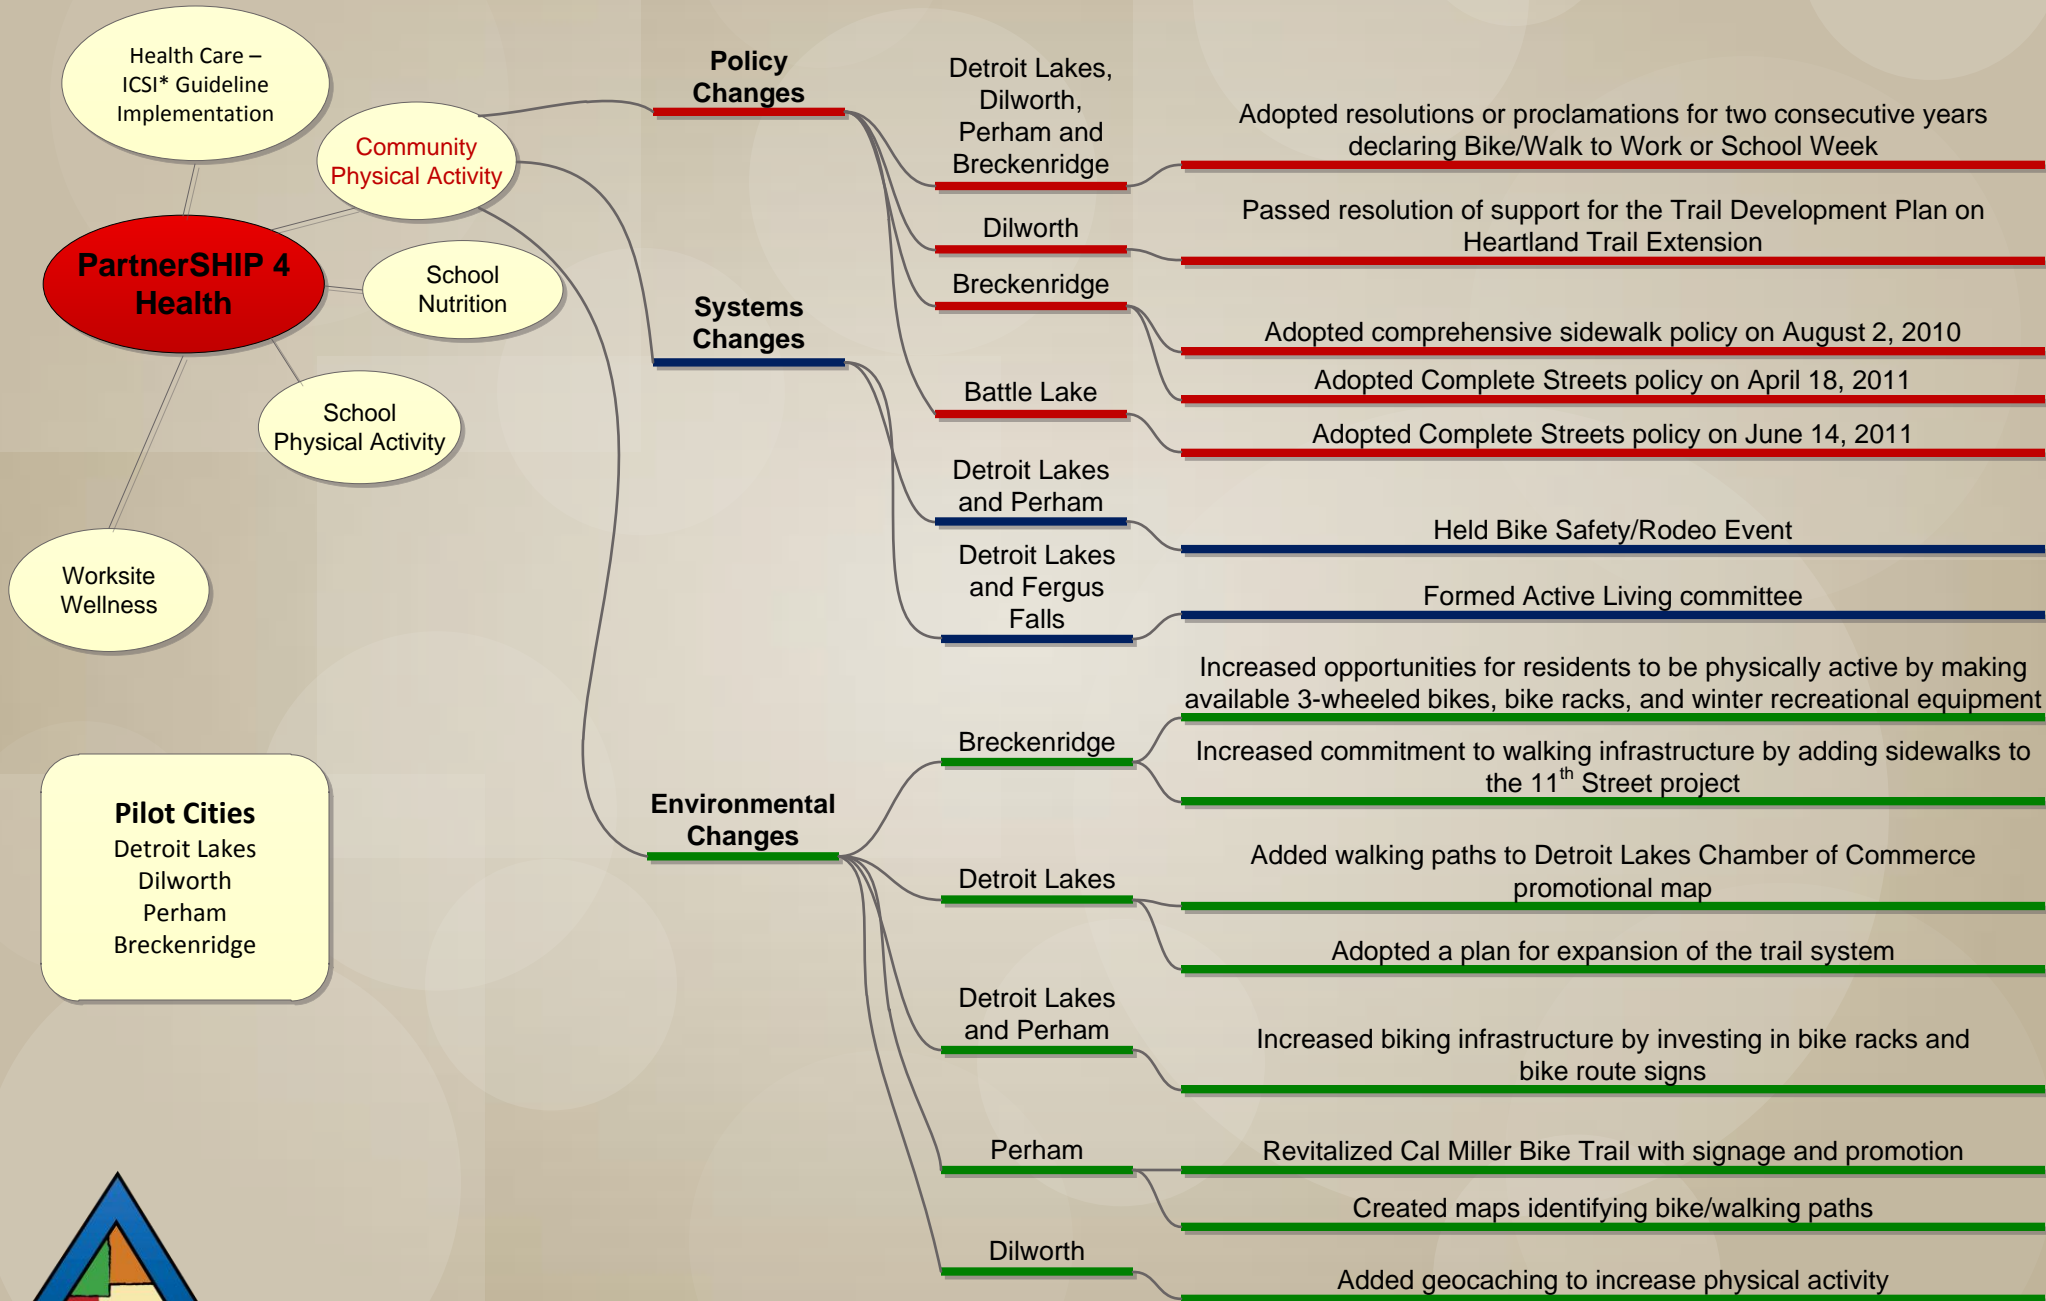 Health Care –
ICSI* Guideline
Implementation
Community
Physical Activity
PartnerSHIP 4
Health
School
Nutrition
School
Physical Activity
Worksite
Wellness
Pilot Cities
Detroit Lakes
Dilworth
Perham
Breckenridge
Policy
Changes
Detroit Lakes,
Dilworth,
Perham and
Breckenridge
Adopted resolutions or proclamations for two consecutive years
declaring Bike/Walk to Work or School Week
Dilworth
Passed resolution of support for the Trail Development Plan on
Heartland Trail Extension
Breckenridge
Adopted comprehensive sidewalk policy on August 2, 2010
Adopted Complete Streets policy on April 18, 2011
Battle Lake
Adopted Complete Streets policy on June 14, 2011
Systems
Changes
Detroit Lakes
and Perham
Held Bike Safety/Rodeo Event
Detroit Lakes
and Fergus
Falls
Formed Active Living committee
Environmental
Changes
Breckenridge
Increased opportunities for residents to be physically active by making
available 3-wheeled bikes, bike racks, and winter recreational equipment
Increased commitment to walking infrastructure by adding sidewalks to
the 11th Street project
Detroit Lakes
Added walking paths to Detroit Lakes Chamber of Commerce
promotional map
Adopted a plan for expansion of the trail system
Detroit Lakes
and Perham
Increased biking infrastructure by investing in bike racks and
bike route signs
Perham
Revitalized Cal Miller Bike Trail with signage and promotion
Created maps identifying bike/walking paths
Dilworth
Added geocaching to increase physical activity